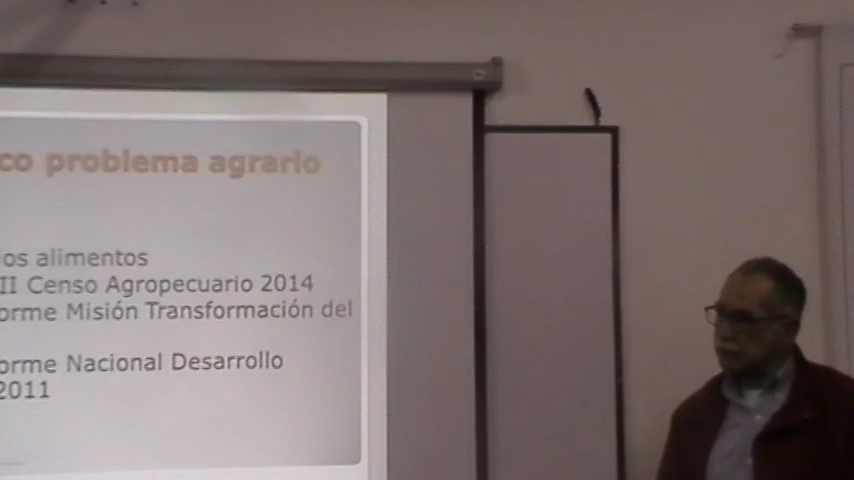 co problema agrario
os alimentos
II Censo Agropecuario 2014
orme Misión Transformación del
orme Nacional Desarrollo
2011